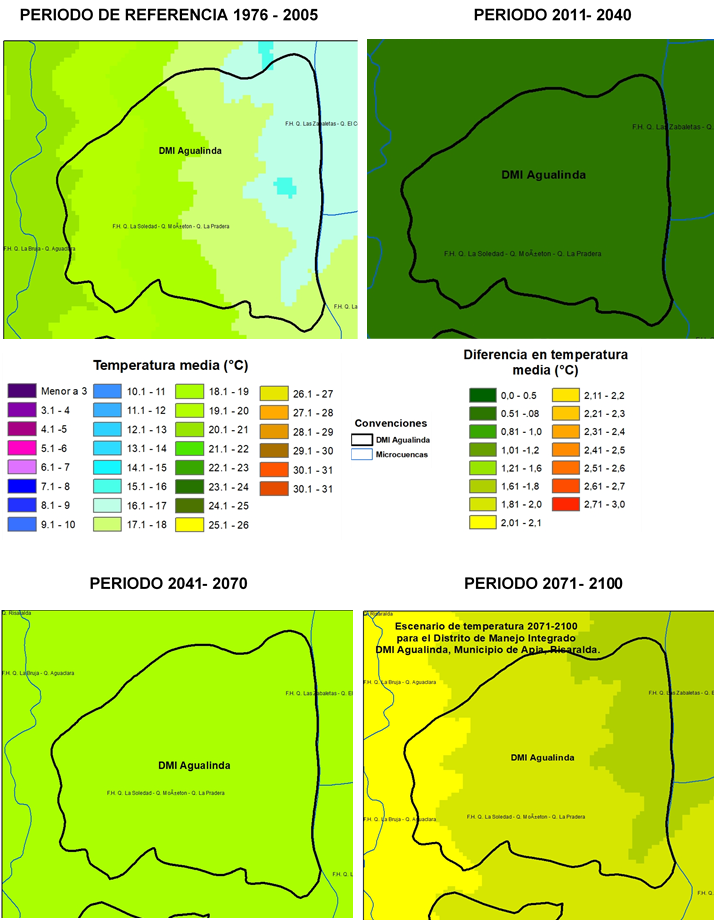 PERIODO DE REFERENCIA 1976 - 2005
PERIODO 2011- 2040
F.H. Q. Las Zabaletas - Q. El C
DMI Agualinda
F.H. Q. La Soledad - Q. MoÃ±eton - Q. La Pradera
F.H. Q. La Bruja - Q. Aguaclara
F.H. Q. La
F.H. Q. Las Zabaletas - Q.
DMI Agualinda
F.H. Q. La Soledad - Q. MoÃ±eton - Q. La Pradera
Temperatura media (°C)
Menor a 3
3.1 - 4
4.1 - 5
5.1 -6
6.1 - 7
7.1 - 8
8.1 - 9
9.1 - 10
10.1 - 11
11.1 - 12
12.1 - 13
13.1 - 14
14.1 - 15
15.1 - 16
16.1 - 17
17.1 - 18
18.1 - 19
19.1 - 20
20.1 - 21
21.1 - 22
22.1 - 23
23.1 - 24
24.1 - 25
25.1 - 26
26.1 - 27
27.1 - 28
28.1 - 29
29.1 - 30
30.1 - 31
30.1 - 31
Convenciones
DMI Agualinda
Microcuencas
Diferencia en temperatura
media (°C)
0,0 - 0.5
0.51 -.08
0.81 - 1.0
1.01 -1,2
1,21 - 1,6
1,61 -1,8
1,81 - 2,0
2,01 - 2,1
2,11 - 2,2
2,21 - 2,3
2,31 - 2,4
2,41 - 2,5
2,51 - 2,6
2,61 - 2,7
2,71 - 3,0
PERIODO 2041- 2070
PERIODO 2071 - 2100
Q. Risaralda
F.H. Q. La Bruja - Q. Aguaclara
F.H. Q. Las Zabaletas - Q. El
DMI Agualinda
F.H. Q. La Soledad - Q. MoÃ±eton - Q. La Pradera
F.H. Q. L
Risaralda
Escenario de temperatura 2071-2100
para el Distrito de Manejo Integrado
DMI Agualinda, Municipio de Apia, Risaralda.
F.H. Q. La Bruja - Q. Aguaclara
F.H. Q. Las Zabaletas - Q. E
DMI Agualinda
F.H. Q. La Soledad - Q. MoÃ±eton - Q. La Pradera
F.H. Q. La Bruja - Q. Aguaclara
F.H. Q.